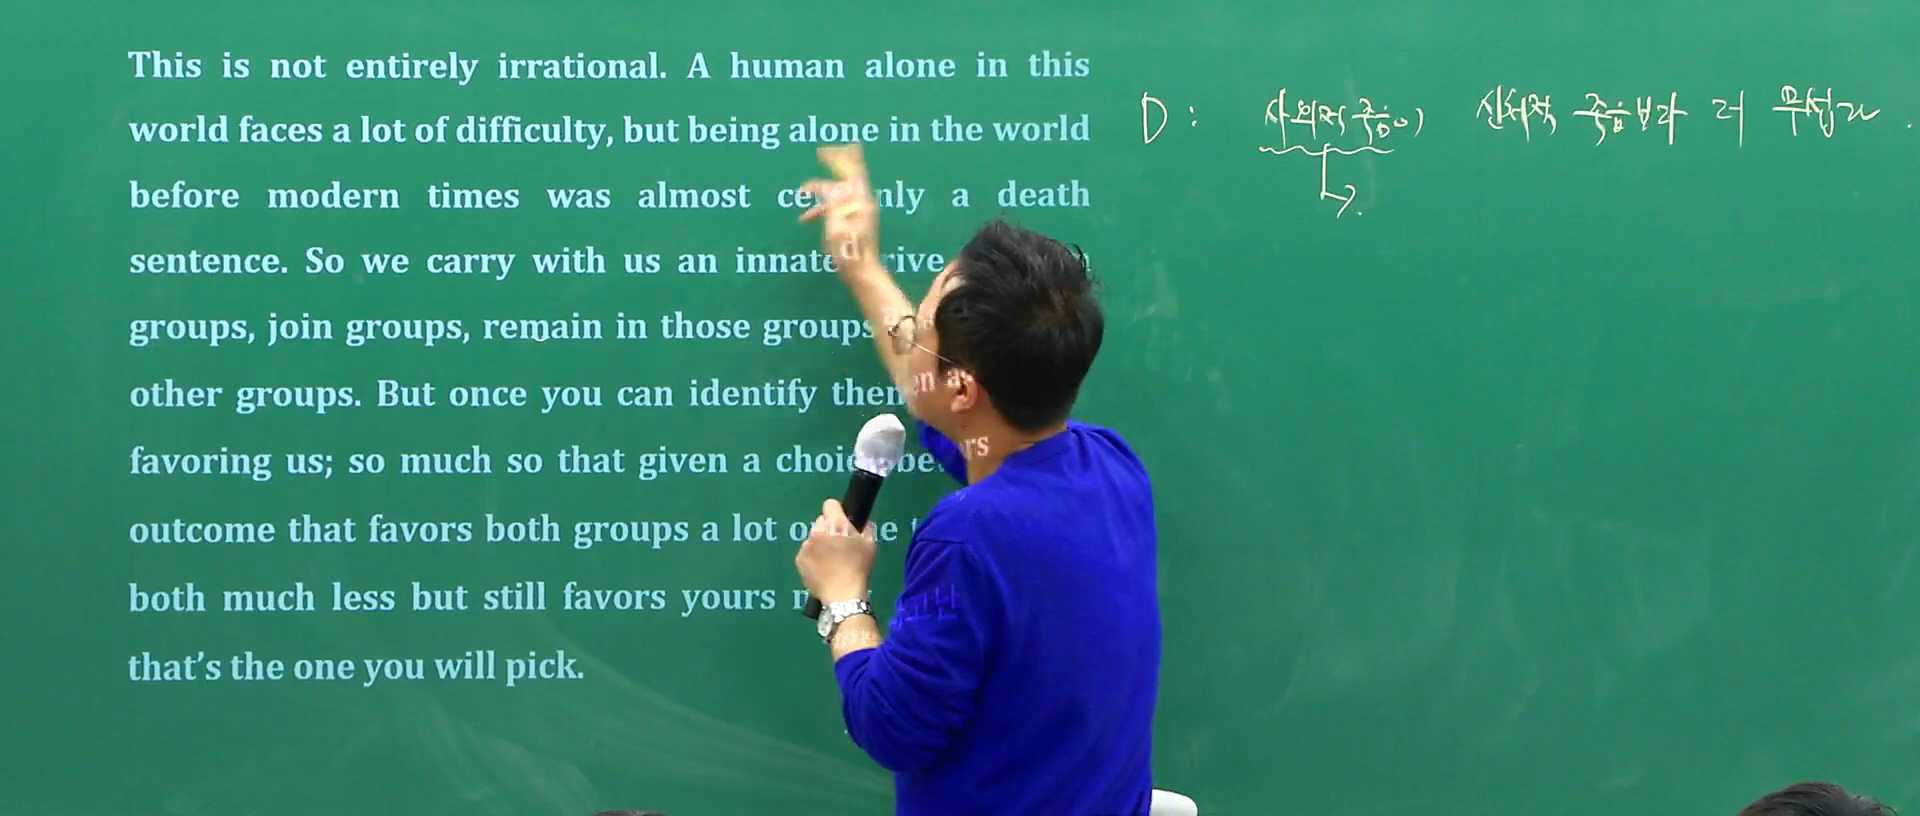 This is not entirely irrational. A human alone in this
world faces a lot of difficulty, but being alone in the world
before modern times was almost a death
sentence. So we carry with us an innate
groups, join groups, remain in those groups
other groups. But once you can identify
favoring us; so much so that given a
outcome that favors both groups a lot
both much less but still favors yours
that's the one you will pick.
D : 사회적 죽음이 신체적 죽음보다 더 무섭다 .